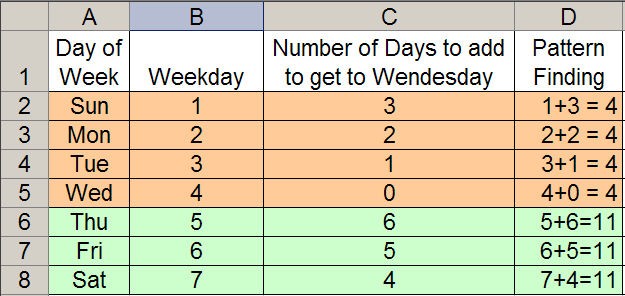 A B C D
1 Day of Week Weekday Number of Days to add to get to Wendesday Pattern Finding
2 Sun 1 3 1+3 = 4
3 Mon 2 2 2+2 = 4
4 Tue 3 1 3+1 = 4
5 Wed 4 0 4+0 = 4
6 Thu 5 6 5+6=11
7 Fri 6 5 6+5=11
8 Sat 7 4 7+4=11